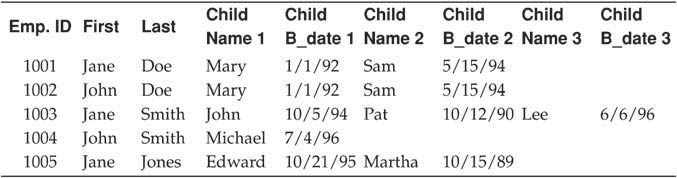 Emp. ID First Last Child Name 1 Child B_date 1 Child Name 2 Child B_date 2 Child Name 3 Child B_date 3
1001 Jane Doe Mary 1/1/92 Sam 5/15/94
1002 John Doe Mary 1/1/92 Sam 5/15/94
1003 Jane Smith John 10/5/94 Pat 10/12/90 Lee 6/6/96
1004 John Smith Michael 7/4/96
1005 Jane Jones Edward 10/21/95 Martha 10/15/89